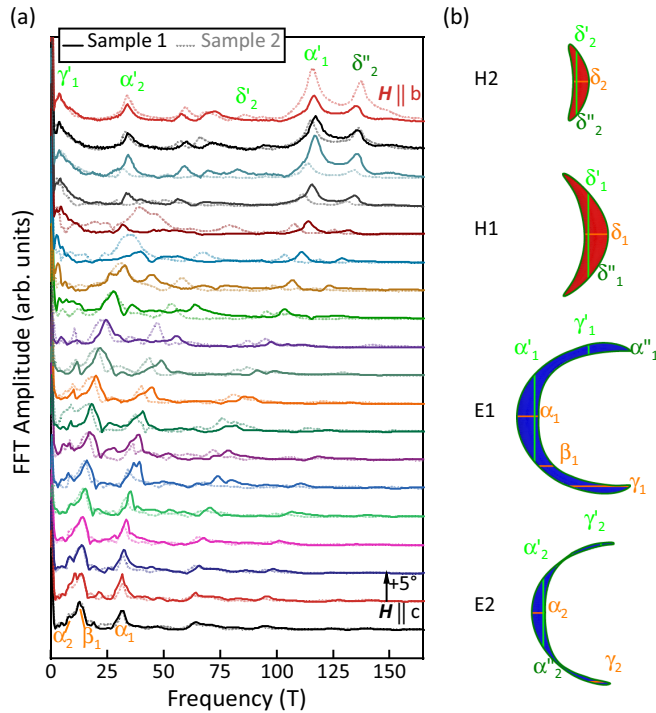 (a)
Sample 1
Sample 2
γ'₁
α'₂
δ'₂
α'₁
δ''₂
H || b
FFT Amplitude (arb. units)
+5°
H || c
α₂
β₁
α₁
0
25
50
75
100
125
150
Frequency (T)
(b)
H2
δ'₂
δ₂
δ''₂
H1
δ'₁
δ₁
δ''₁
E1
α'₁
γ'₁
α''₁
α₁
β₁
γ₁
E2
α'₂
γ'₂
α₂
α''₂
γ₂